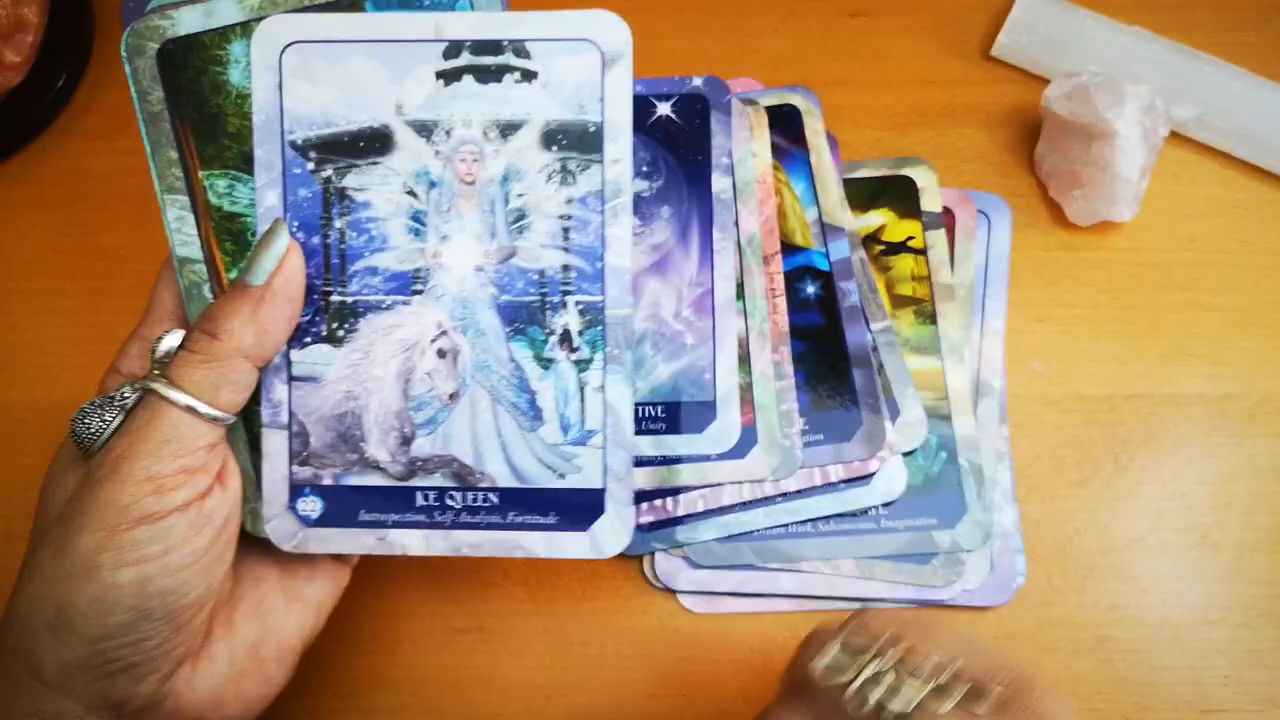 ICE QUEEN
22
Introspection, Self-Analysis, Fortitude
TIVE
Unity
Dream Work, Subconscious, Imagination